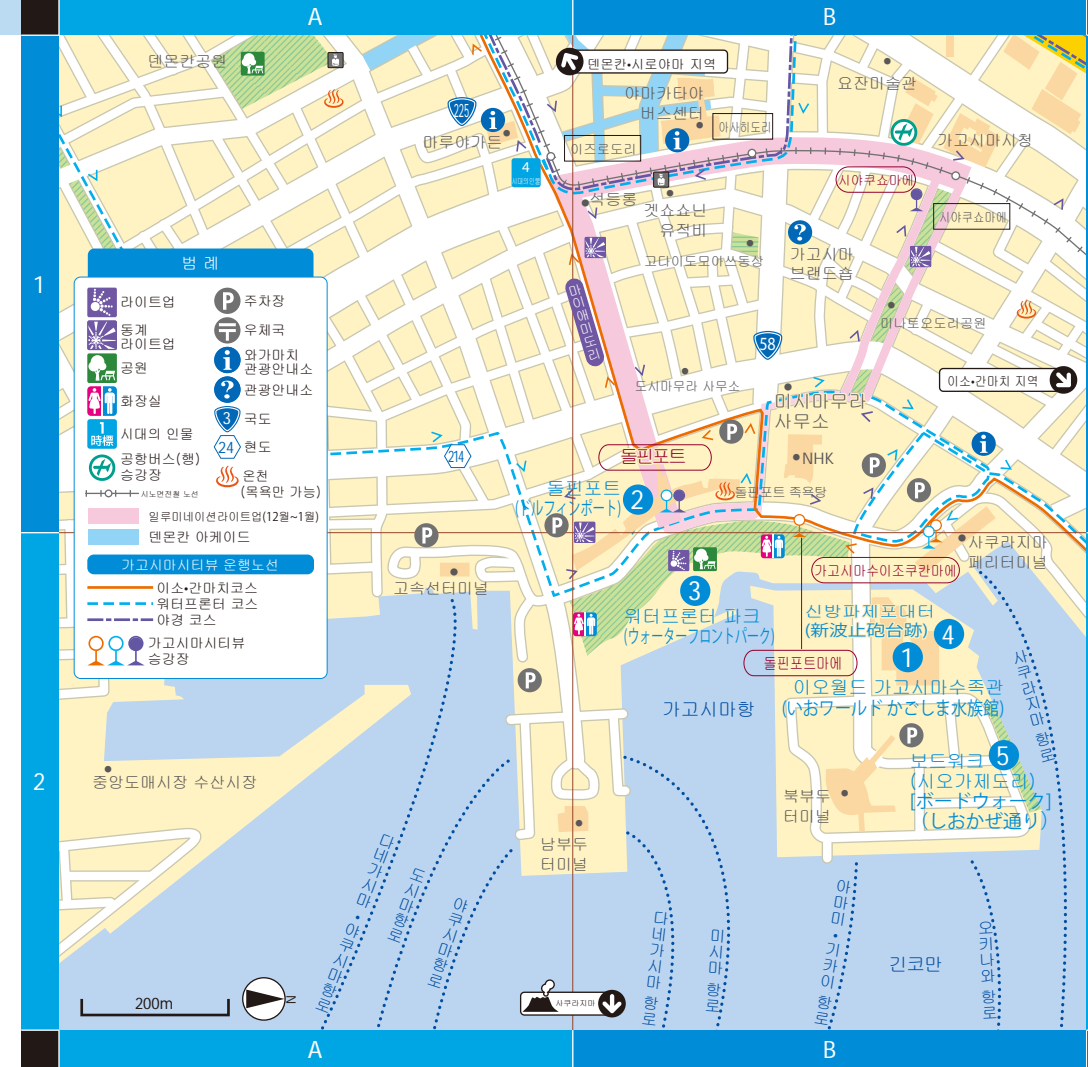 A
B
1
2
덴몬칸공원
덴몬칸•시로야마 지역
야마카타야
버스센터
요잔미술관
225
마루야가든
이즈로도리
아사히도리
가고시마시청
4
시대의인물
시야쿠쇼마에
시야쿠쇼마에
석등롱
겟쇼쇼닌
유적비
고다이도모아쓰동상
가고시마
브랜드숍
마이애미도리
미나토오도리공원
58
도시마무라 사무소
이소•간마치 지역
미시마무라
사무소
돌핀포트
NHK
214
돌핀포트
(ドルフィンポート)
2
돌핀포트 족욕탕
사쿠라지마
페리터미널
고속선터미널
가고시마수이조쿠칸마에
3
워터프론터 파크
(ウォーターフロントパーク)
신방파제포대터
(新波止砲台跡)
4
1
돌핀포트마에
이오월드 가고시마수족관
(いおワールド かごしま水族館)
가고시마항
사쿠라지마 항로
보드워크
5
(시오가제도리)
[ボードウォーク]
(しおかぜ通り)
중앙도매시장 수산시장
북부두
터미널
남부두
터미널
다네가시마•야쿠시마항로
도시마항로
야쿠시마항로
다네가시마 항로
미시마 항로
아마미•기카이 항로
오키나와 항로
긴코만
200m
N
사쿠라지마
범 례
라이트업
동계
라이트업
공원
화장실
1
時標
시대의 인물
공항버스(행)
승강장
시노면전철 노선
P
주차장
우체국
와가마치
관광안내소
관광안내소
3
국도
24
현도
온천
(목욕만 가능)
일루미네이션라이트업(12월~1월)
덴몬칸 아케이드
가고시마시티뷰 운행노선
이소•간마치코스
워터프론터 코스
야경 코스
가고시마시티뷰
승강장
A
B